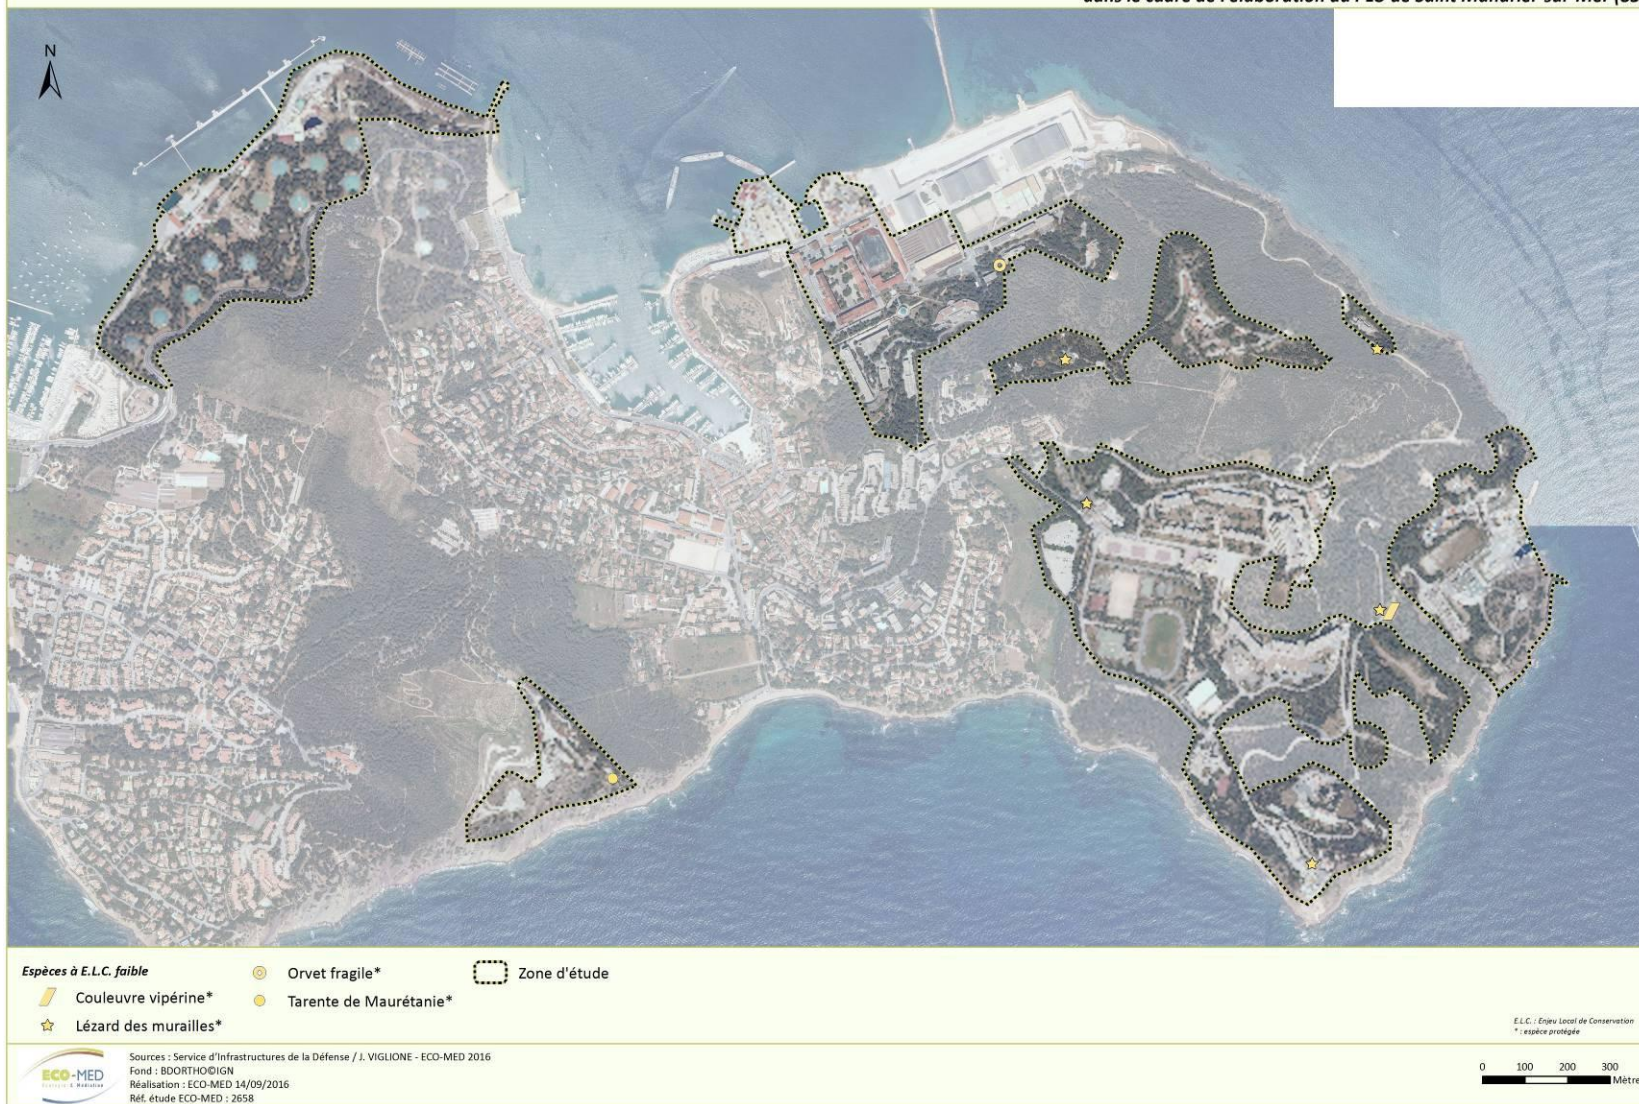 N
Espèces à E.L.C. faible
Couleuvre vipérine*
Lézard des murailles*
Orvet fragile*
Tarente de Maurétanie*
Zone d'étude
E.L.C. : Enjeu Local de Conservation
* : espèce protégée
ECO-MED
Sources : Service d'Infrastructures de la Défense / J. VIGLIONE - ECO-MED 2016
Fond : BDORTHO©IGN
Réalisation : ECO-MED 14/09/2016
Réf. étude ECO-MED : 2658
0 100 200 300